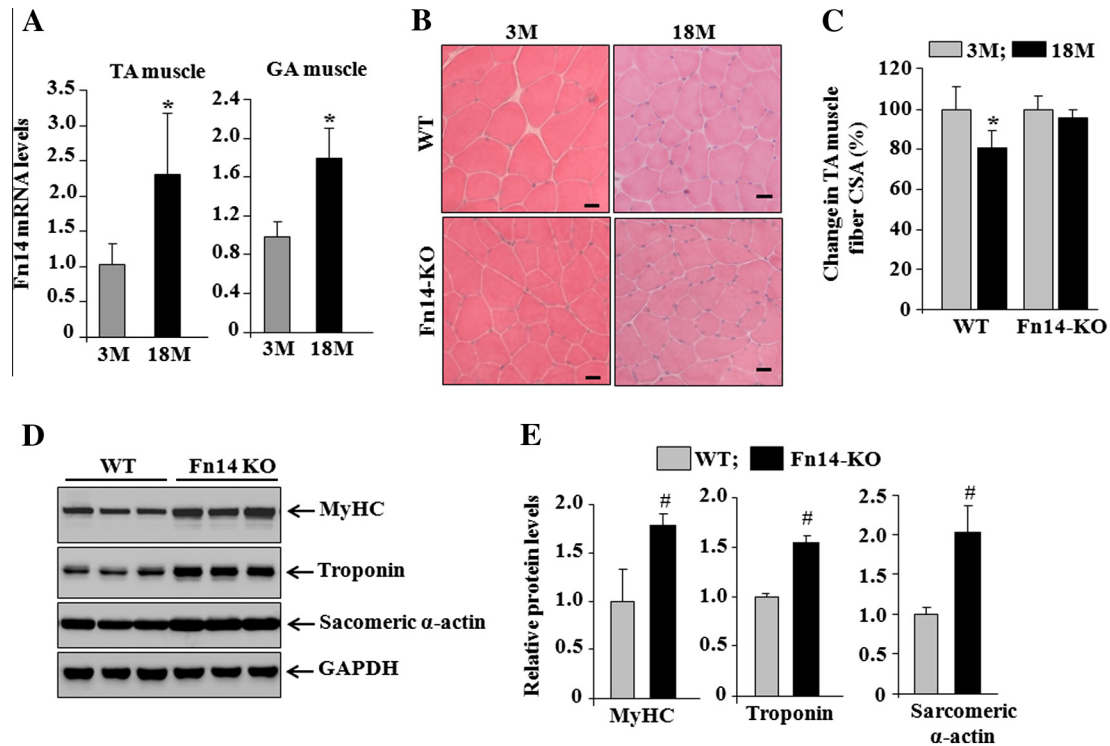 A
TA muscle
GA muscle
Fn14 mRNA levels
3.5
3.0
2.5
2.0
1.5
1.0
0.5
0
*
3M 18M
2.4
2.0
1.6
1.2
0.8
0.4
0
*
3M 18M
B
3M 18M
WT
Fn14-KO
C
3M; 18M
Change in TA muscle
fiber CSA (%)
120
100
80
60
40
20
0
*
WT Fn14-KO
D
WT Fn14 KO
MyHC
Troponin
Sacomeric α-actin
GAPDH
E
WT; Fn14-KO
Relative protein levels
2.0
1.5
1.0
0.5
0
#
MyHC
2.0
1.5
1.0
0.5
0
#
Troponin
2.5
2.0
1.5
1.0
0.5
0
#
Sarcomeric
α-actin